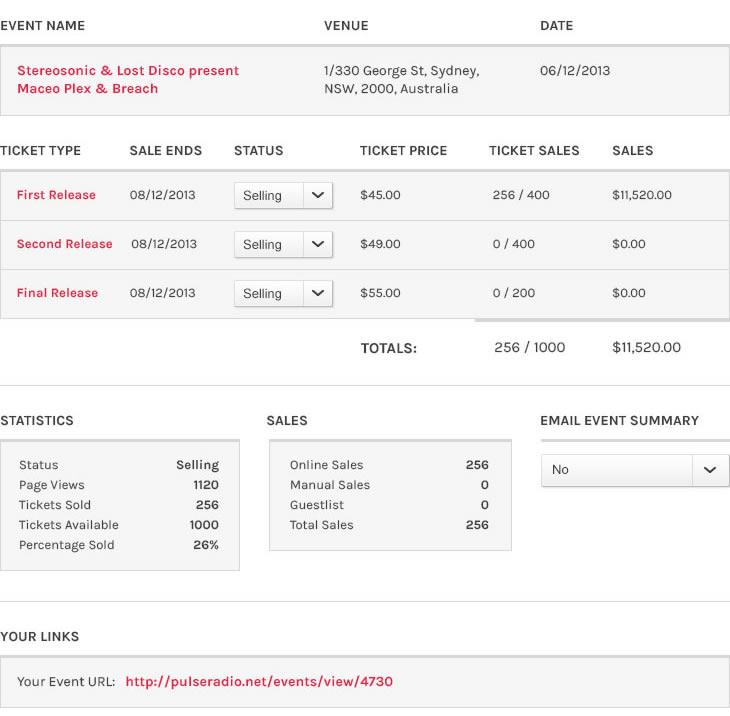 EVENT NAME VENUE DATE
Stereosonic & Lost Disco present 1/330 George St, Sydney, 06/12/2013
Maceo Plex & Breach NSW, 2000, Australia
TICKET TYPE SALE ENDS STATUS TICKET PRICE TICKET SALES SALES
First Release 08/12/2013 Selling $45.00 256 / 400 $11,520.00
Second Release 08/12/2013 Selling $49.00 0 / 400 $0.00
Final Release 08/12/2013 Selling $55.00 0 / 200 $0.00
TOTALS: 256 / 1000 $11,520.00
STATISTICS SALES EMAIL EVENT SUMMARY
Status Selling Online Sales 256 No
Page Views 1120 Manual Sales 0
Tickets Sold 256 Guestlist 0
Tickets Available 1000 Total Sales 256
Percentage Sold 26%
YOUR LINKS
Your Event URL: http://pulseradio.net/events/view/4730